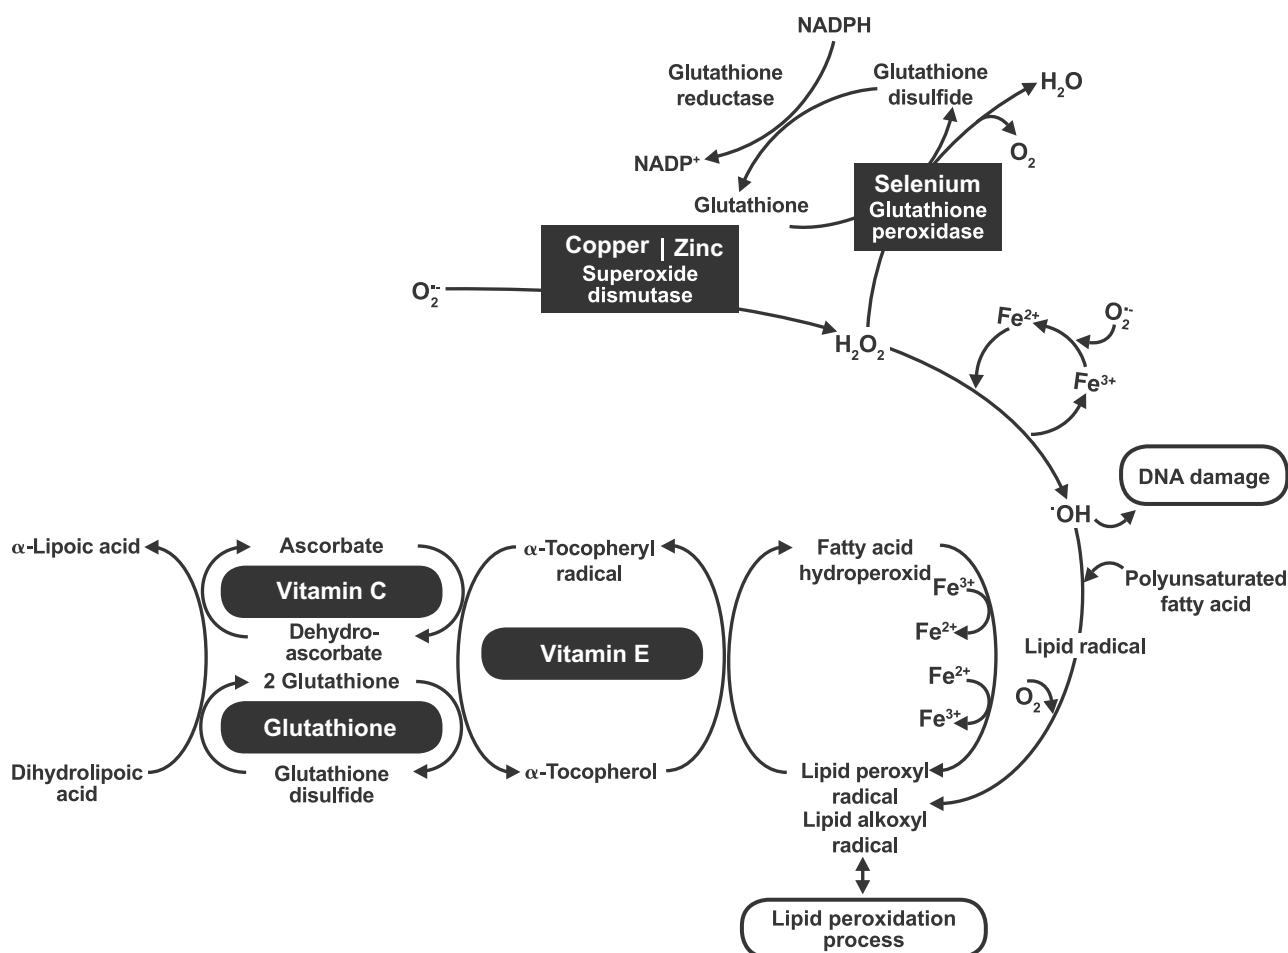 NADPH
Glutathione
reductase
Glutathione
disulfide
H₂O
O₂
NADP⁺
Glutathione
Selenium
Glutathione
peroxidase
Copper | Zinc
Superoxide
dismutase
O₂·⁻
H₂O₂
Fe²⁺
O₂·⁻
Fe³⁺
DNA damage
·OH
α-Lipoic acid
Ascorbate
α-Tocopheryl
radical
Fatty acid
hydroperoxid
Polyunsaturated
fatty acid
Vitamin C
Fe³⁺
Dehydro-
ascorbate
Fe²⁺
Vitamin E
Lipid radical
2 Glutathione
Fe²⁺
O₂
Glutathione
Fe³⁺
Dihydrolipoic
acid
Glutathione
disulfide
α-Tocopherol
Lipid peroxyl
radical
Lipid alkoxyl
radical
Lipid peroxidation
process